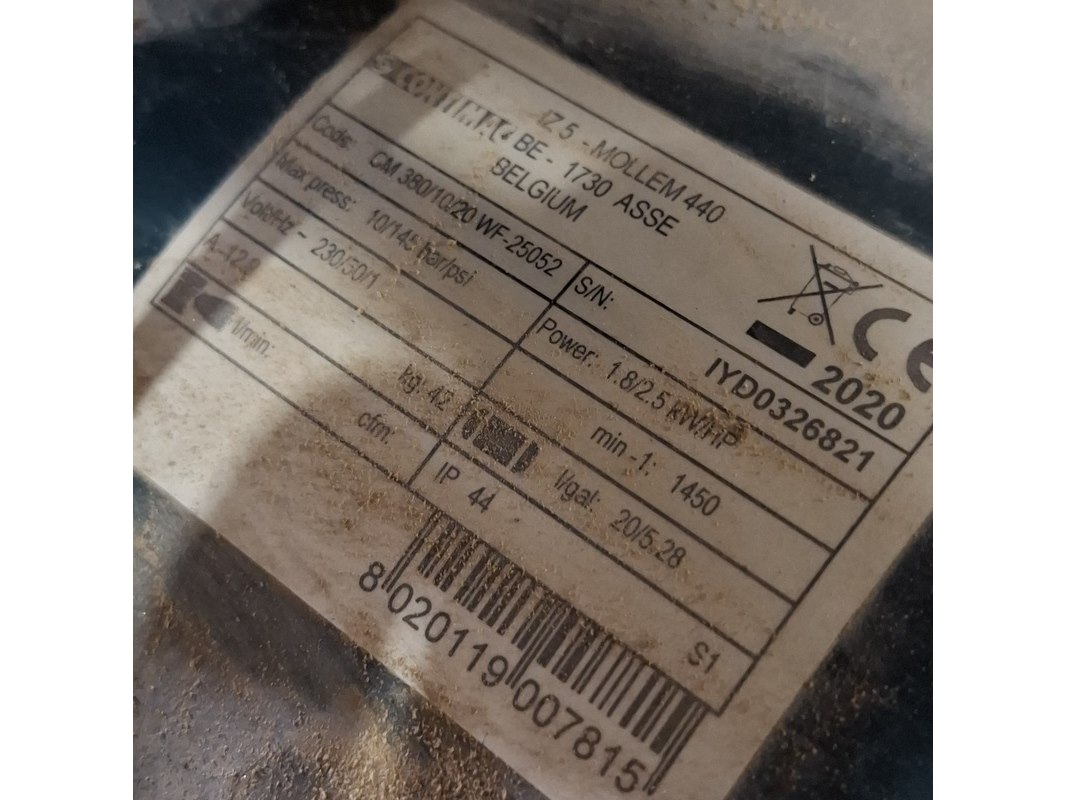 CONTIMAC
IZ 5 - MOLLEM 440
BE - 1730 ASSE
BELGIUM
CE
2020
Code: CM 380/10/20 WF-25052
S/N: IYD0326821
Max press: 10/145 bar/psi
Power: 1.8/2.5 kW/HP
Volt/Hz ~ 230/50/1
min -1: 1450
kg: 42
l/gal: 20/5.28
l/min:
cfm:
IP 44
S1
8 020119 007815